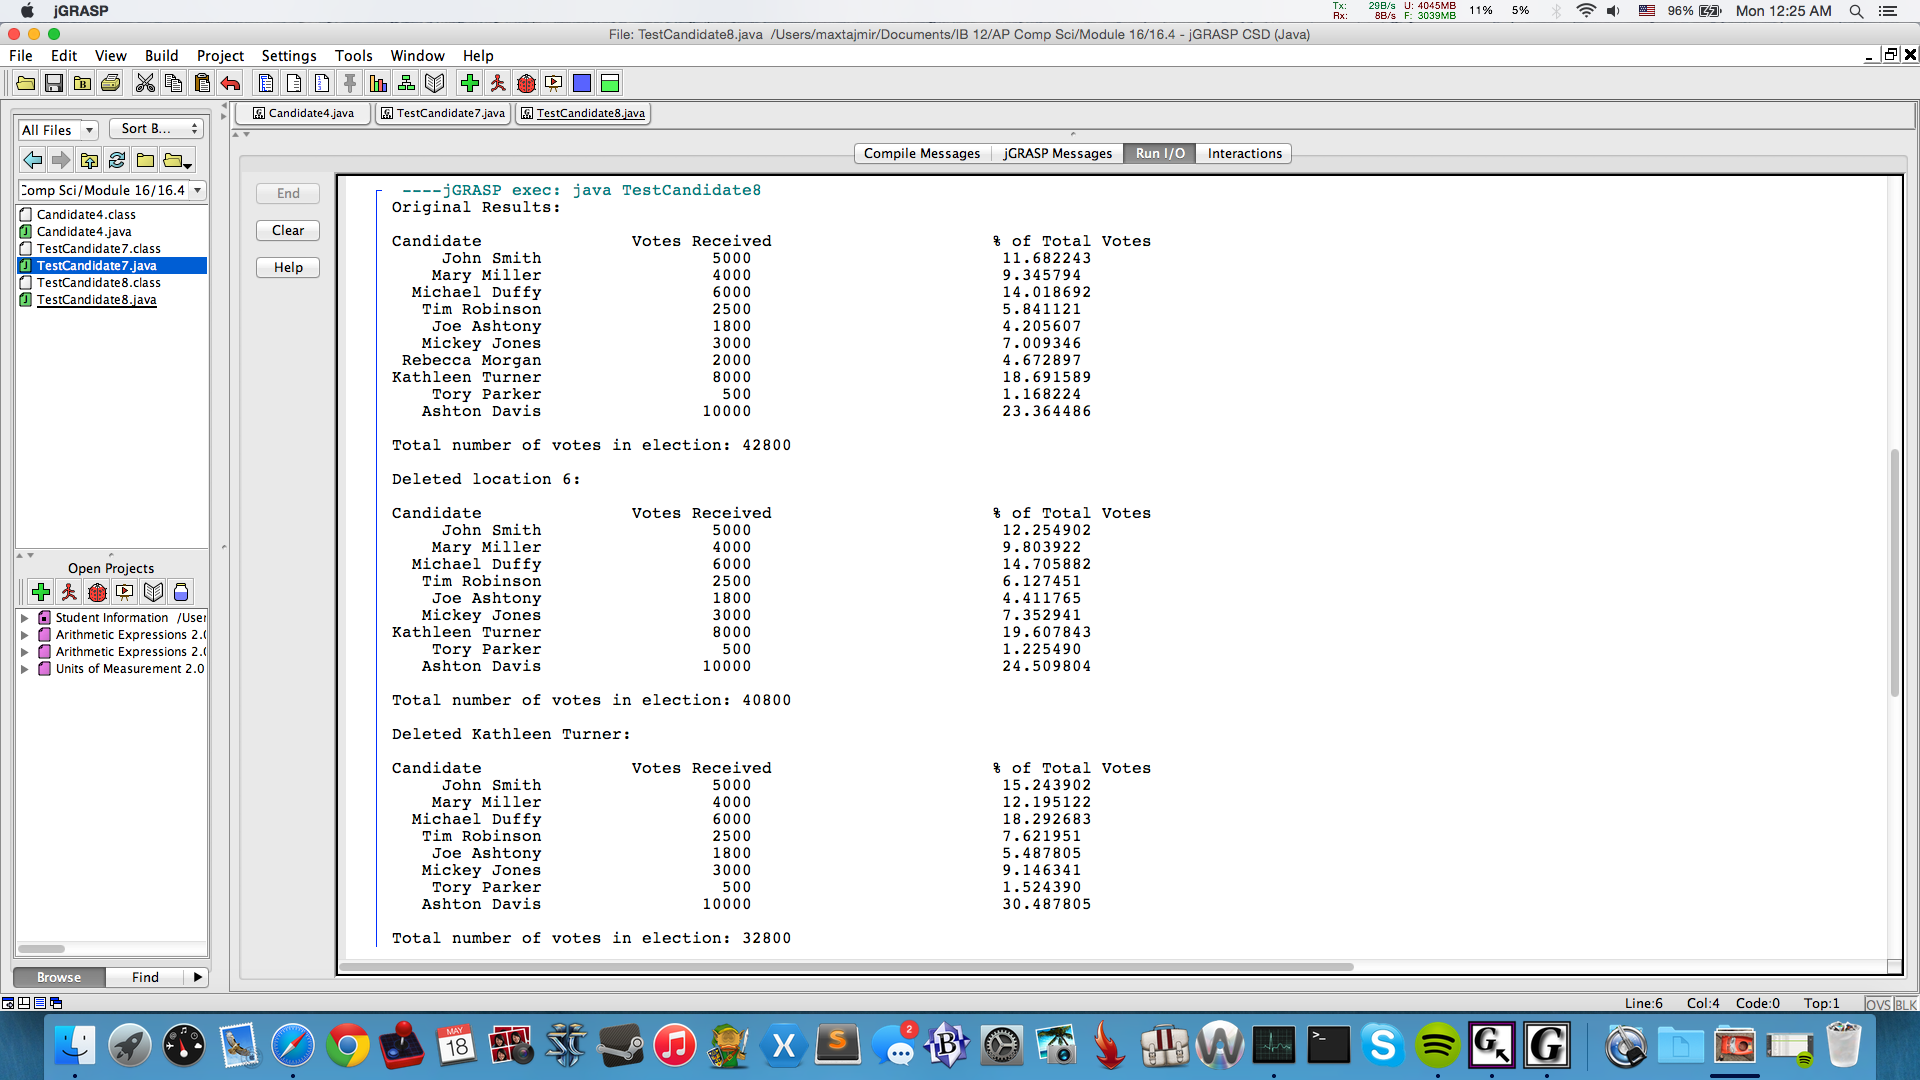 jGRASP
Tx: 29B/s U: 4045MB
Rx: 8B/s F: 3039MB
11% 5% 96% Mon 12:25 AM
File: TestCandidate8.java /Users/maxtajmir/Documents/IB 12/AP Comp Sci/Module 16/16.4 - jGRASP CSD (Java)
File Edit View Build Project Settings Tools Window Help
Candidate4.java TestCandidate7.java TestCandidate8.java
All Files Sort B...
Comp Sci/Module 16/16.4
Candidate4.class
Candidate4.java
TestCandidate7.class
TestCandidate7.java
TestCandidate8.class
TestCandidate8.java
Open Projects
Student Information /User
Arithmetic Expressions 2.0
Arithmetic Expressions 2.0
Units of Measurement 2.0
Browse Find
Compile Messages jGRASP Messages Run I/O Interactions
End
Clear
Help
----jGRASP exec: java TestCandidate8
Original Results:
Candidate Votes Received % of Total Votes
John Smith 5000 11.682243
Mary Miller 4000 9.345794
Michael Duffy 6000 14.018692
Tim Robinson 2500 5.841121
Joe Ashtony 1800 4.205607
Mickey Jones 3000 7.009346
Rebecca Morgan 2000 4.672897
Kathleen Turner 8000 18.691589
Tory Parker 500 1.168224
Ashton Davis 10000 23.364486
Total number of votes in election: 42800
Deleted location 6:
Candidate Votes Received % of Total Votes
John Smith 5000 12.254902
Mary Miller 4000 9.803922
Michael Duffy 6000 14.705882
Tim Robinson 2500 6.127451
Joe Ashtony 1800 4.411765
Mickey Jones 3000 7.352941
Kathleen Turner 8000 19.607843
Tory Parker 500 1.225490
Ashton Davis 10000 24.509804
Total number of votes in election: 40800
Deleted Kathleen Turner:
Candidate Votes Received % of Total Votes
John Smith 5000 15.243902
Mary Miller 4000 12.195122
Michael Duffy 6000 18.292683
Tim Robinson 2500 7.621951
Joe Ashtony 1800 5.487805
Mickey Jones 3000 9.146341
Tory Parker 500 1.524390
Ashton Davis 10000 30.487805
Total number of votes in election: 32800
Line:6 Col:4 Code:0 Top:1 OVS BLK
MAY
18
2